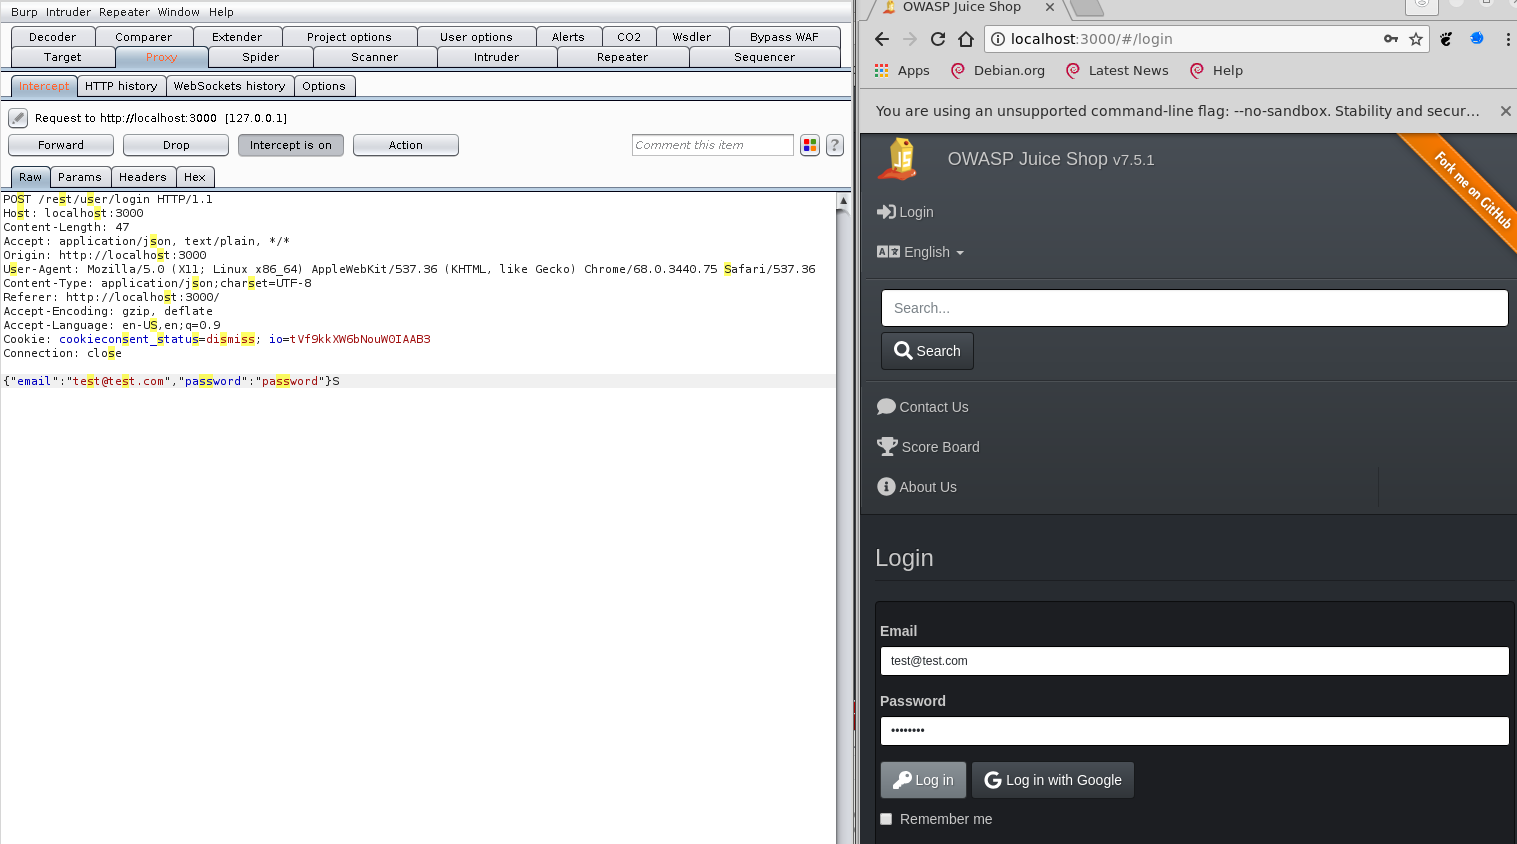 Burp Intruder Repeater Window Help
Decoder Comparer Extender Project options User options Alerts CO2 Wsdler Bypass WAF
Target Proxy Spider Scanner Intruder Repeater Sequencer
Intercept HTTP history WebSockets history Options
Request to http://localhost:3000 [127.0.0.1]
Forward Drop Intercept is on Action Comment this item ?
Raw Params Headers Hex
POST /rest/user/login HTTP/1.1
Host: localhost:3000
Content-Length: 47
Accept: application/json, text/plain, */*
Origin: http://localhost:3000
User-Agent: Mozilla/5.0 (X11; Linux x86_64) AppleWebKit/537.36 (KHTML, like Gecko) Chrome/68.0.3440.75 Safari/537.36
Content-Type: application/json;charset=UTF-8
Referer: http://localhost:3000/
Accept-Encoding: gzip, deflate
Accept-Language: en-US,en;q=0.9
Cookie: cookieconsent_status=dismiss; io=tVf9kkXW6bNouW0IAAB3
Connection: close
{"email":"test@test.com","password":"password"}S
OWASP Juice Shop
localhost:3000/#/login
Apps Debian.org Latest News Help
You are using an unsupported command-line flag: --no-sandbox. Stability and secur...
JS
OWASP Juice Shop v7.5.1
Fork me on GitHub
Login
English
Search...
Search
Contact Us
Score Board
About Us
Login
Email
test@test.com
Password
••••••••
Log in G Log in with Google
Remember me